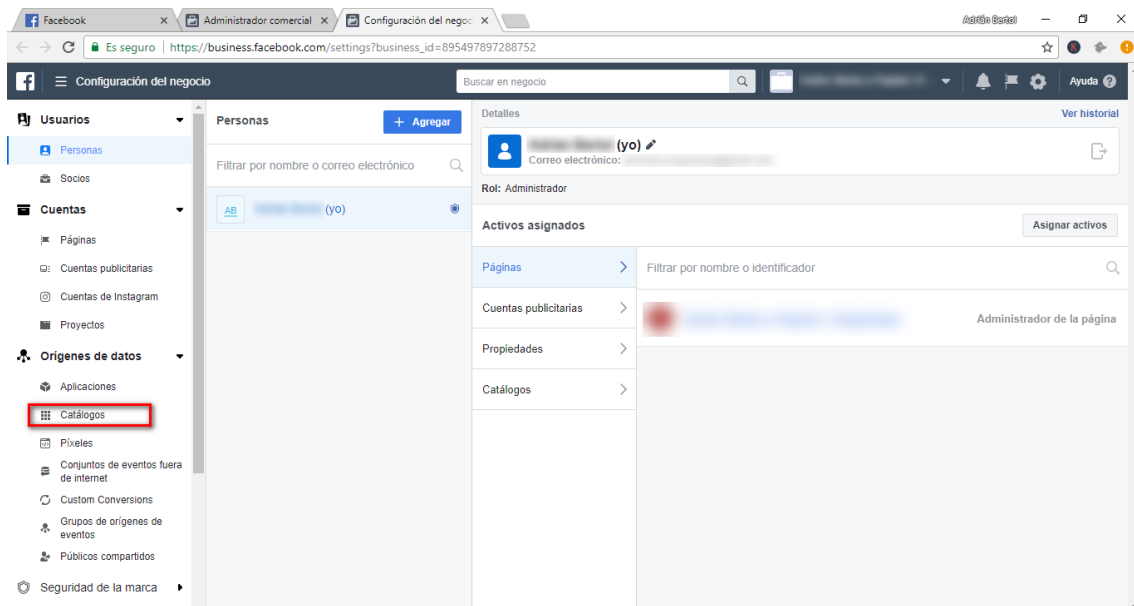 Facebook
Administrador comercial
Configuración del negoc
Adrián Bertol
Es seguro
https://business.facebook.com/settings?business_id=895497897288752
Configuración del negocio
Buscar en negocio
Ayuda
Usuarios
Personas
Socios
Cuentas
Páginas
Cuentas publicitarias
Cuentas de Instagram
Proyectos
Orígenes de datos
Aplicaciones
Catálogos
Píxeles
Conjuntos de eventos fuera
de internet
Custom Conversions
Grupos de orígenes de
eventos
Públicos compartidos
Seguridad de la marca
Personas
+ Agregar
Filtrar por nombre o correo electrónico
AB
(yo)
Detalles
Ver historial
(yo)
Correo electrónico:
Rol: Administrador
Activos asignados
Asignar activos
Páginas
Cuentas publicitarias
Propiedades
Catálogos
Filtrar por nombre o identificador
Administrador de la página